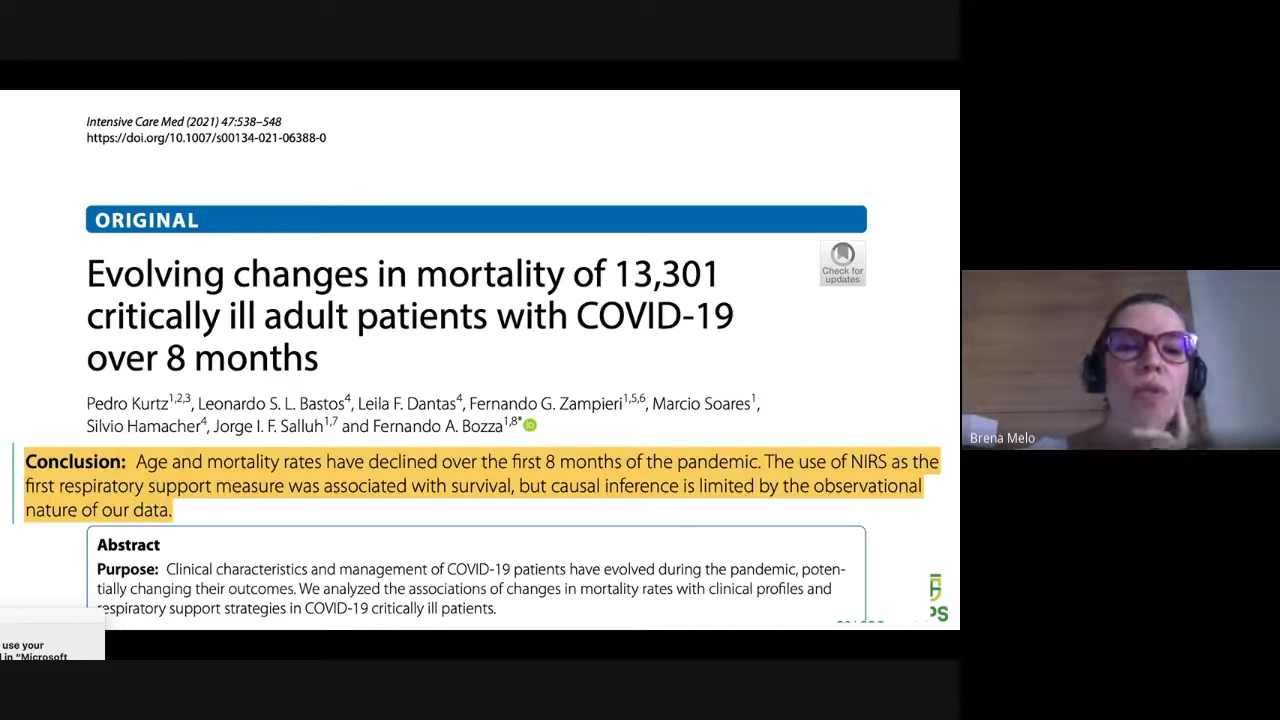 Intensive Care Med (2021) 47:538–548
https://doi.org/10.1007/s00134-021-06388-0
ORIGINAL
Check for
updates
Evolving changes in mortality of 13,301
critically ill adult patients with COVID-19
over 8 months
Pedro Kurtz1,2,3, Leonardo S. L. Bastos4, Leila F. Dantas4, Fernando G. Zampieri1,5,6, Marcio Soares1,
Silvio Hamacher4, Jorge I. F. Salluh1,7 and Fernando A. Bozza1,8*
Conclusion: Age and mortality rates have declined over the first 8 months of the pandemic. The use of NIRS as the
first respiratory support measure was associated with survival, but causal inference is limited by the observational
nature of our data.
Abstract
Purpose: Clinical characteristics and management of COVID-19 patients have evolved during the pandemic, poten-
tially changing their outcomes. We analyzed the associations of changes in mortality rates with clinical profiles and
respiratory support strategies in COVID-19 critically ill patients.
use your
in “Microsoft
Brena Melo